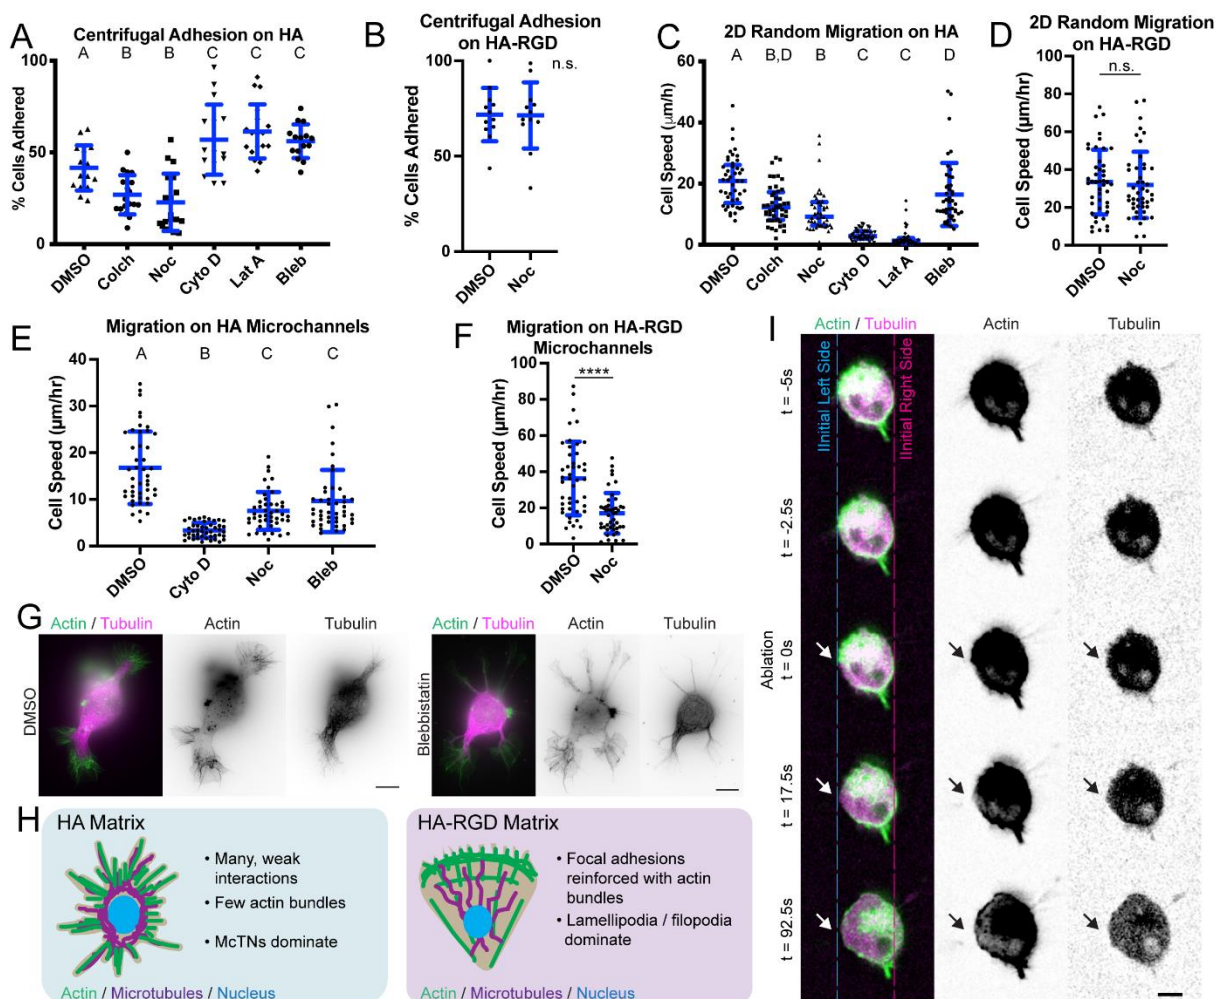 A
Centrifugal Adhesion on HA
A B B C C C
% Cells Adhered
100
50
0
DMSO
Colch
Noc
Cyto D
Lat A
Bleb
B
Centrifugal Adhesion
on HA-RGD
n.s.
% Cells Adhered
100
50
0
DMSO
Noc
C
2D Random Migration on HA
A B,D B C C D
Cell Speed (μm/h)
60
40
20
0
DMSO
Colch
Noc
Cyto D
Lat A
Bleb
D
2D Random Migration
on HA-RGD
n.s.
Cell Speed (μm/hr)
100
80
60
40
20
0
DMSO
Noc
E
Migration on HA Microchannels
A B C C
Cell Speed (μm/hr)
40
30
20
10
0
DMSO
Cyto D
Noc
Bleb
F
Migration on HA-RGD
Microchannels
****
Cell Speed (μm/hr)
100
80
60
40
20
0
DMSO
Noc
G
Actin / Tubulin Actin Tubulin
DMSO
Actin / Tubulin Actin Tubulin
Blebbistatin
H
HA Matrix
• Many, weak
interactions
• Few actin bundles
• McTNs dominate
Actin / Microtubules / Nucleus
HA-RGD Matrix
• Focal adhesions
reinforced with actin
bundles
• Lamellipodia / filopodia
dominate
Actin / Microtubules / Nucleus
I
Actin / Tubulin Actin Tubulin
IInitial Left Side
IInitial Right Side
t = -5s
t = -2.5s
Ablation
t = 0s
t = 17.5s
t = 92.5s